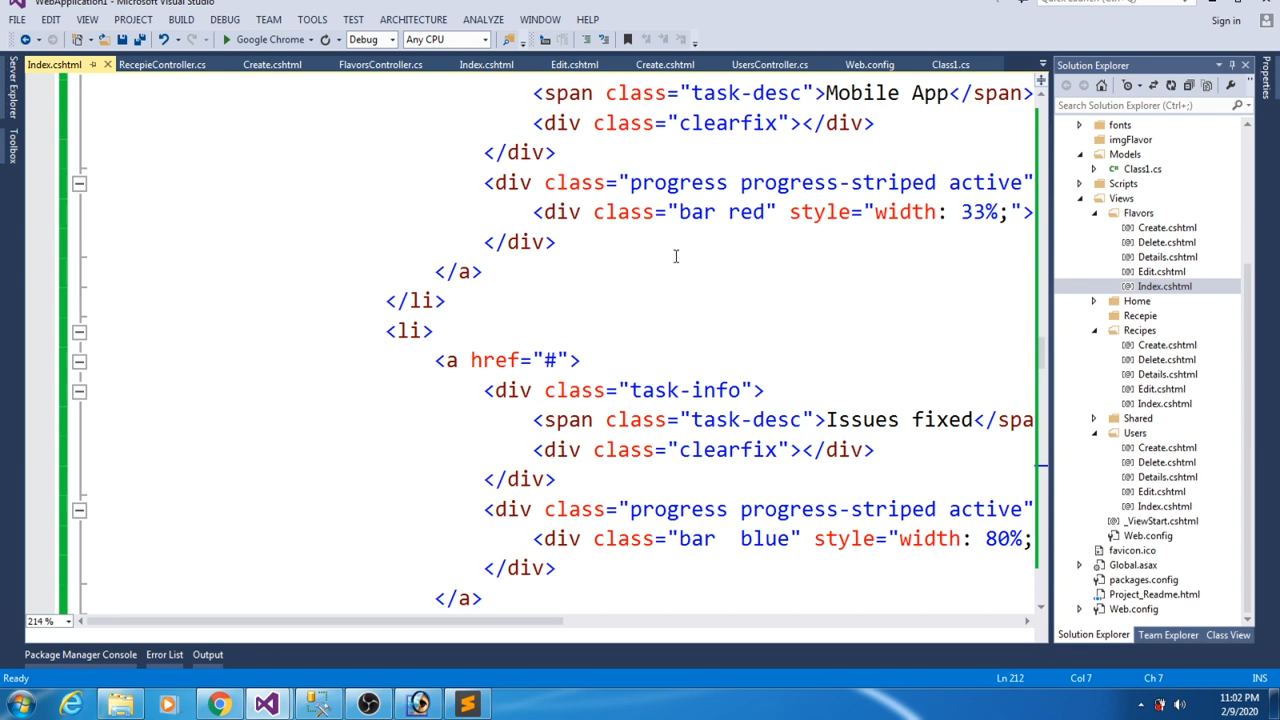 WebApplication1 - Microsoft Visual Studio
Quick Launch (Ctrl+Q)
FILE EDIT VIEW PROJECT BUILD DEBUG TEAM TOOLS TEST ARCHITECTURE ANALYZE WINDOW HELP
Sign in
Google Chrome Debug Any CPU
Server Explorer
Toolbox
Index.cshtml RecepieController.cs Create.cshtml FlavorsController.cs Index.cshtml Edit.cshtml Create.cshtml UsersController.cs Web.config Class1.cs
<span class="task-desc">Mobile App</span>
<div class="clearfix"></div>
</div>
<div class="progress progress-striped active"
<div class="bar red" style="width: 33%;">
</div>
</a>
</li>
<li>
<a href="#">
<div class="task-info">
<span class="task-desc">Issues fixed</spa
<div class="clearfix"></div>
</div>
<div class="progress progress-striped active"
<div class="bar  blue" style="width: 80%;
</div>
</a>
214 %
Solution Explorer
Search Solution Explorer (Ctrl+;)
fonts
imgFlavor
Models
Class1.cs
Scripts
Views
Flavors
Create.cshtml
Delete.cshtml
Details.cshtml
Edit.cshtml
Index.cshtml
Home
Recepie
Recipes
Create.cshtml
Delete.cshtml
Details.cshtml
Edit.cshtml
Index.cshtml
Shared
Users
Create.cshtml
Delete.cshtml
Details.cshtml
Edit.cshtml
Index.cshtml
_ViewStart.cshtml
Web.config
favicon.ico
Global.asax
packages.config
Project_Readme.html
Web.config
Solution Explorer Team Explorer Class View
Properties
Package Manager Console Error List Output
Ready Ln 212 Col 7 Ch 7 INS
11:02 PM
2/9/2020